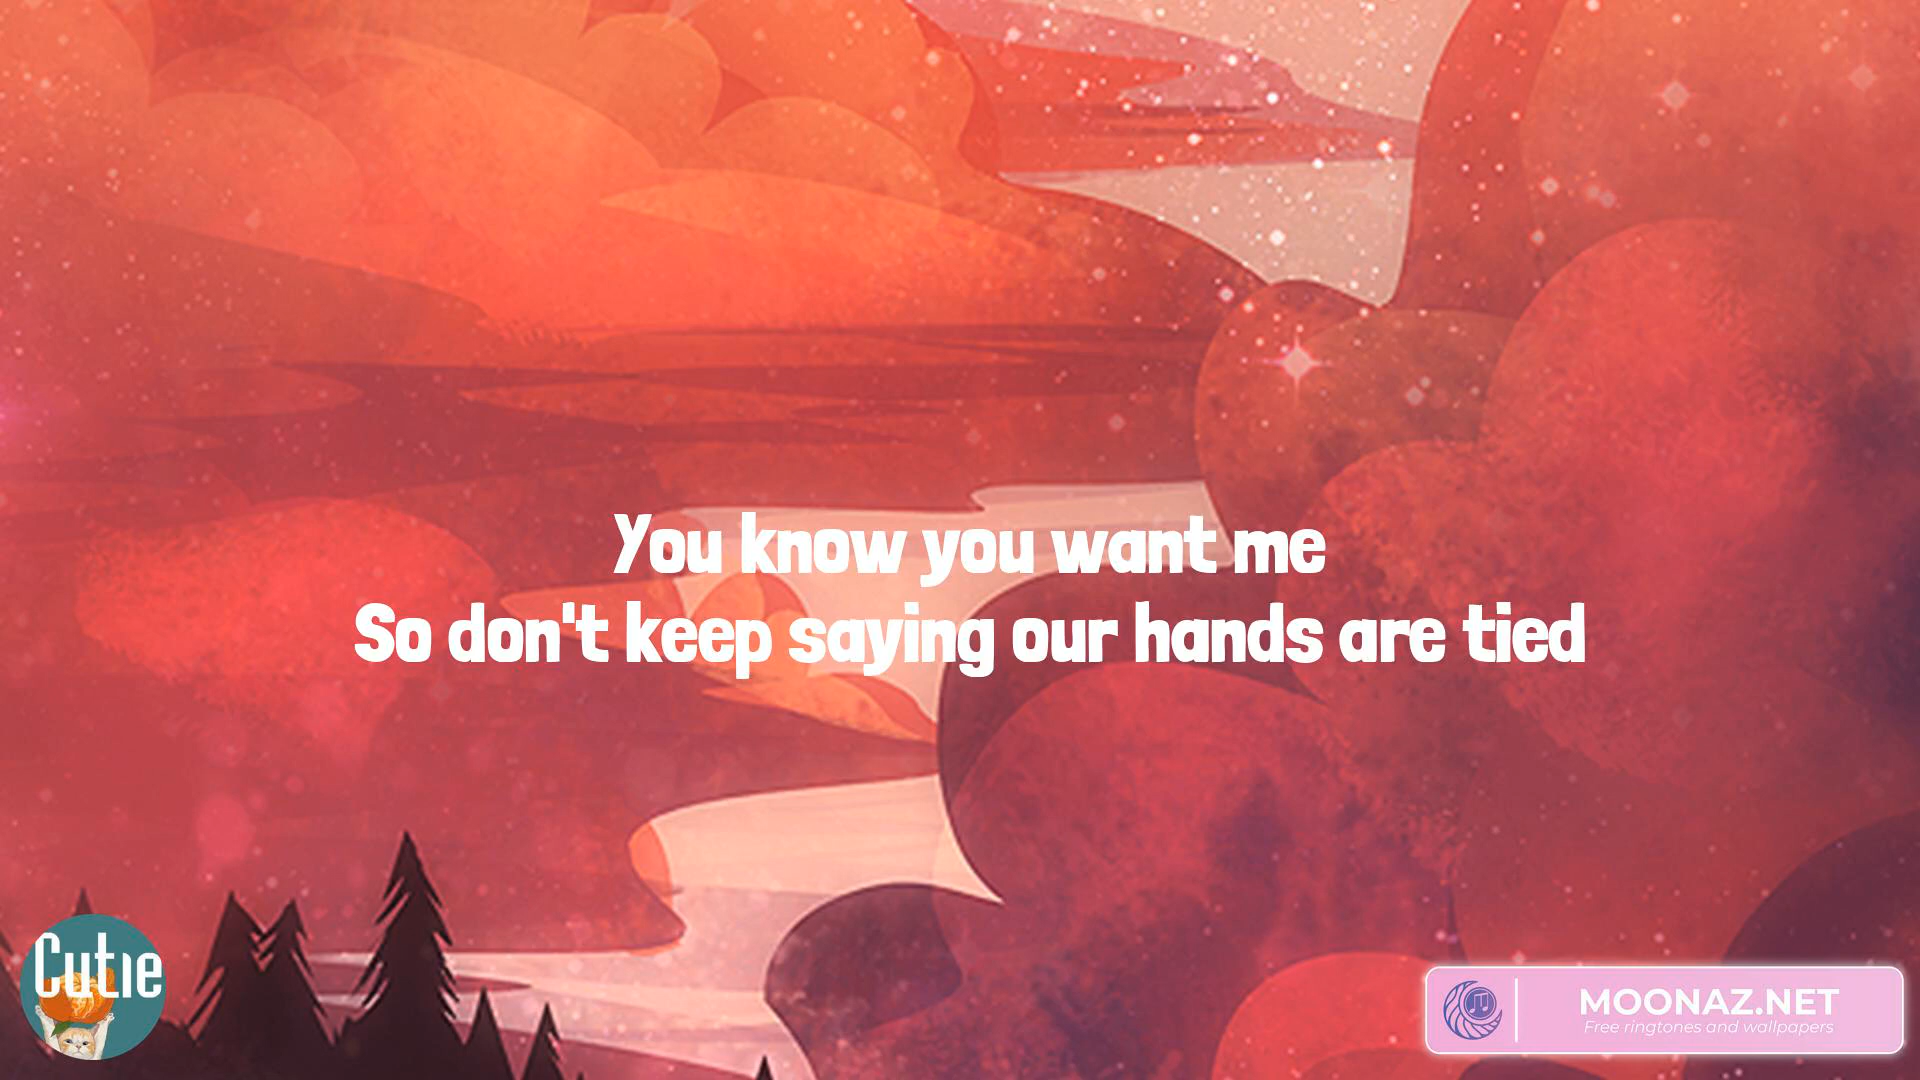 You know you want me
So don't keep saying our hands are tied
Cutie
MOONAZ.NET
Free ringtones and wallpapers